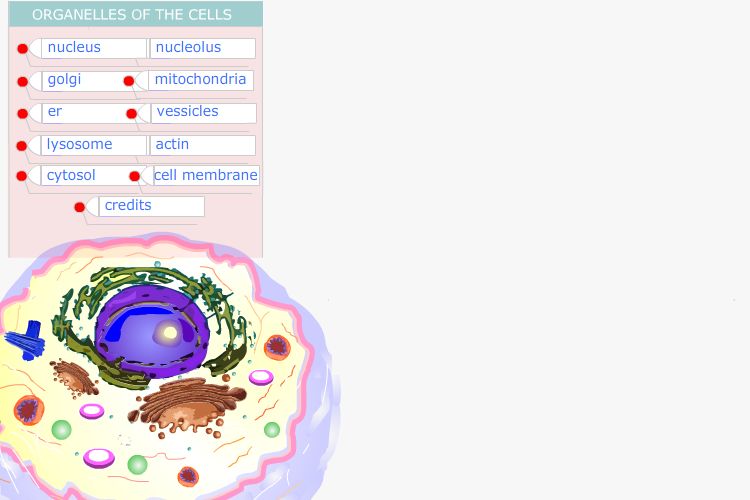 ORGANELLES OF THE CELLS
nucleus nucleolus
golgi mitochondria
er vessicles
lysosome actin
cytosol cell membrane
credits